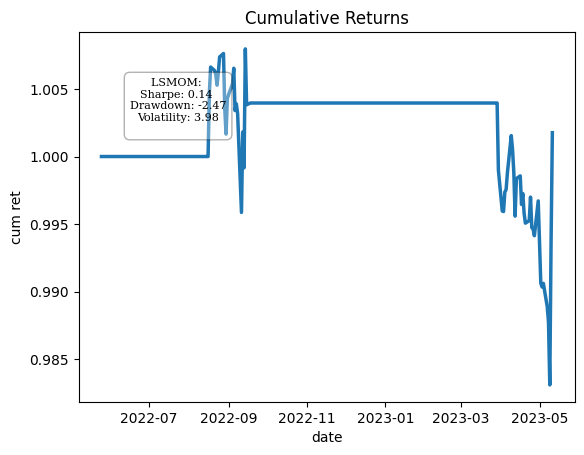 Cumulative Returns
LSMOM:
Sharpe: 0.14
Drawdown: -2.47
Volatility: 3.98
cum ret
1.005
1.000
0.995
0.990
0.985
2022-07 2022-09 2022-11 2023-01 2023-03 2023-05
date